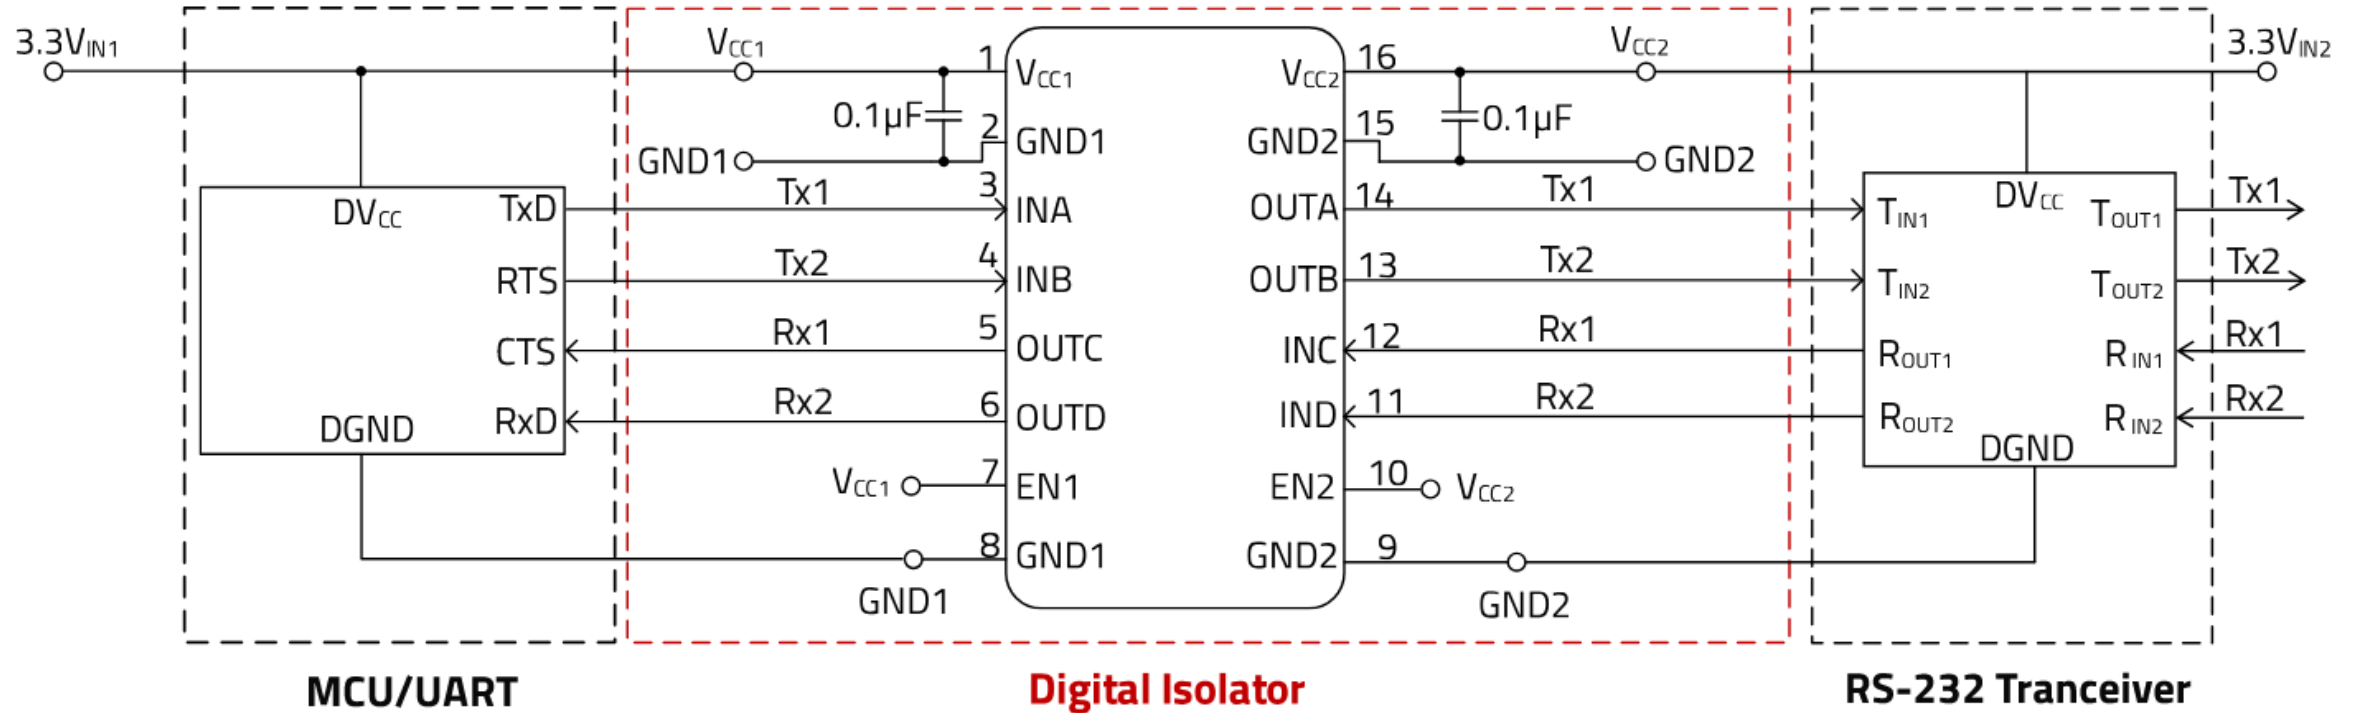 3.3VIN1
VCC1
1
VCC1
VCC2
16
VCC2
3.3VIN2
0.1µF
2
GND1
GND2
15
0.1µF
GND1
GND2
DVCC
TxD
Tx1
3
INA
OUTA
14
Tx1
TIN1
DVCC
TOUT1
Tx1
RTS
Tx2
4
INB
OUTB
13
Tx2
TIN2
TOUT2
Tx2
CTS
Rx1
5
OUTC
INC
12
Rx1
ROUT1
RIN1
Rx1
DGND
RxD
Rx2
6
OUTD
IND
11
Rx2
ROUT2
RIN2
Rx2
DGND
VCC1
7
EN1
EN2
10
VCC2
8
GND1
GND2
9
GND1
GND2
MCU/UART
Digital Isolator
RS-232 Tranceiver